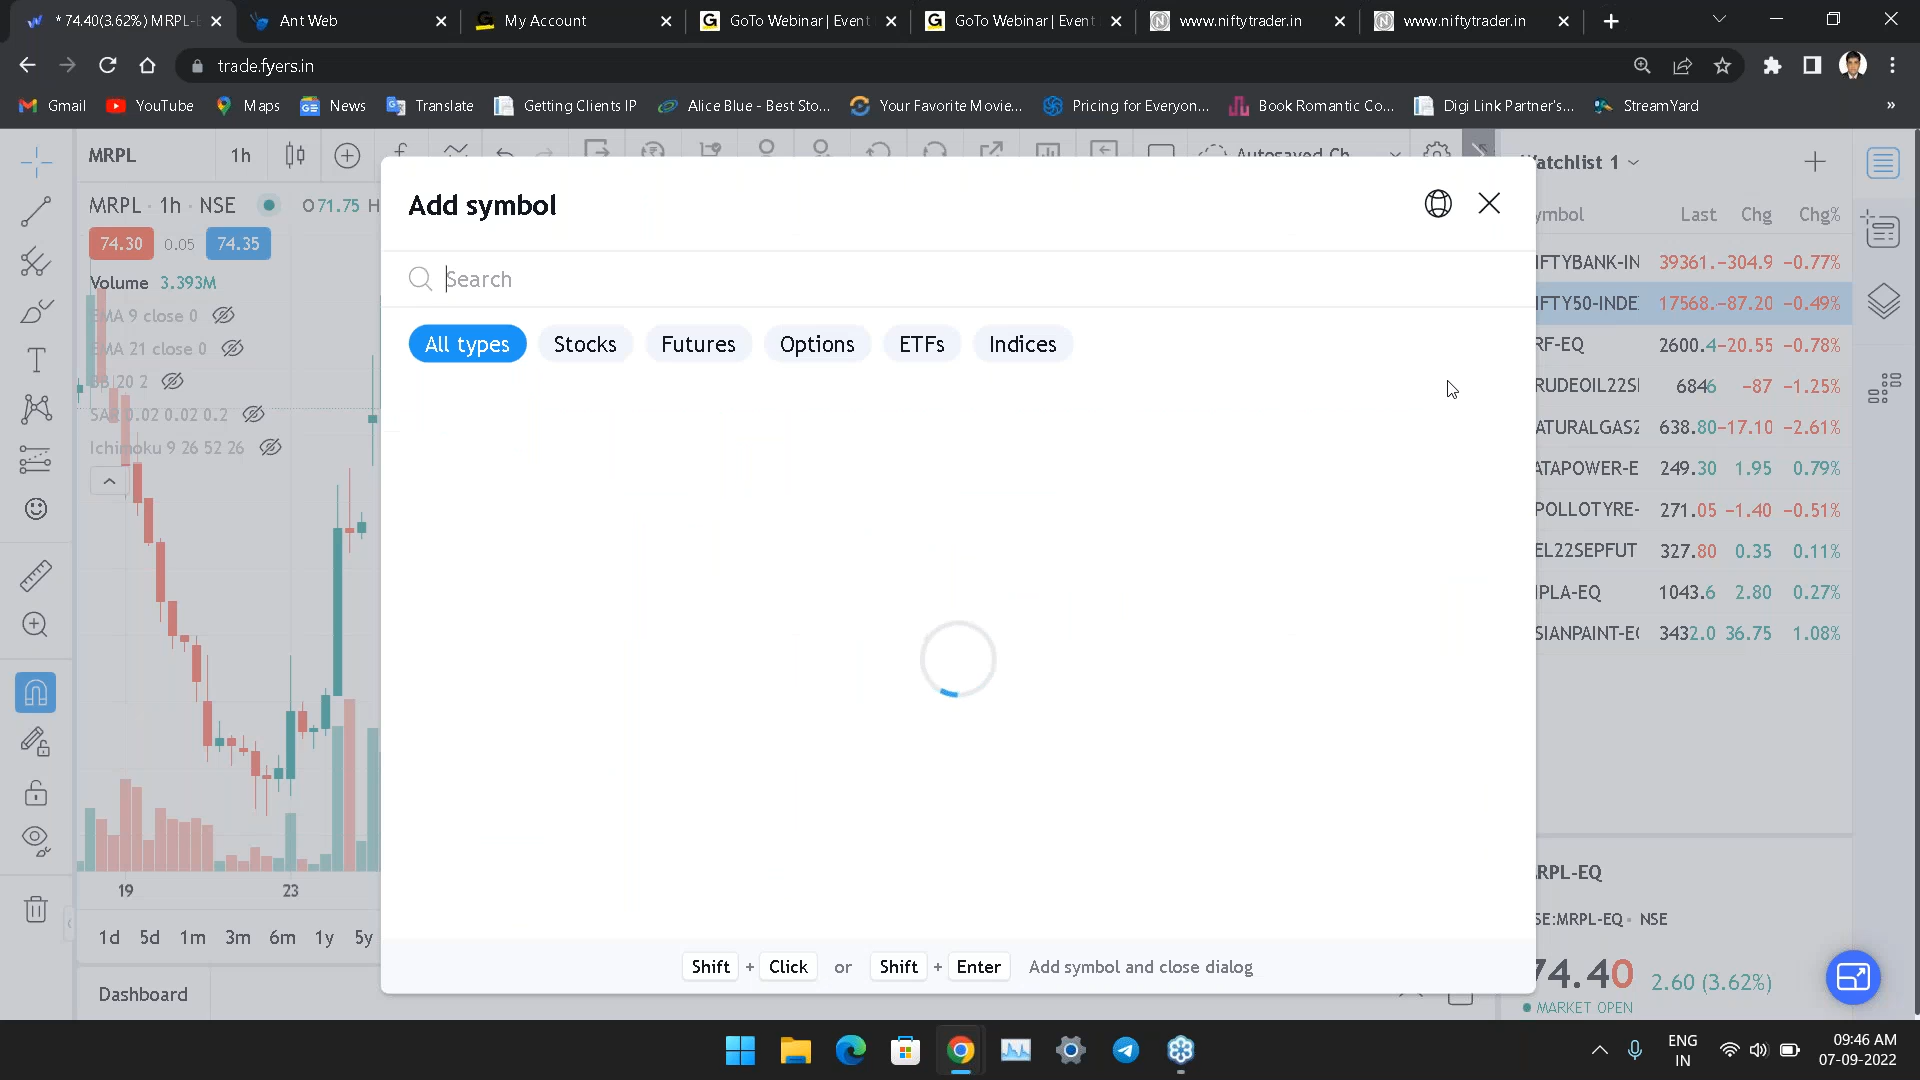 * 74.40(3.62%) MRPL-
Ant Web
My Account
GoTo Webinar | Event
GoTo Webinar | Event
www.niftytrader.in
www.niftytrader.in
trade.fyers.in
Gmail
YouTube
Maps
News
Translate
Getting Clients IP
Alice Blue - Best Sto...
Your Favorite Movie...
Pricing for Everyon...
Book Romantic Co...
Digi Link Partner's...
StreamYard
»
MRPL
1h
Autosaved Ch
MRPL · 1h · NSE
O71.75 H
74.30
0.05
74.35
Volume 3.393M
EMA 9 close 0
EMA 21 close 0
BB 20 2
SAR 0.02 0.02 0.2
Ichimoku 9 26 52 26
19
23
1d 5d 1m 3m 6m 1y 5y
Dashboard
Add symbol
Search
All types
Stocks
Futures
Options
ETFs
Indices
Shift + Click or Shift + Enter Add symbol and close dialog
Watchlist 1
ymbol Last Chg Chg%
IFTYBANK-IN 39361. -304.9 -0.77%
IFTY50-INDE 17568. -87.20 -0.49%
RF-EQ 2600.4 -20.55 -0.78%
RUDEOIL22S 6846 -87 -1.25%
ATURALGAS2 638.80 -17.10 -2.61%
ATAPOWER-E 249.30 1.95 0.79%
POLLOTYRE- 271.05 -1.40 -0.51%
EL22SEPFUT 327.80 0.35 0.11%
IPLA-EQ 1043.6 2.80 0.27%
SIANPAINT-E 3432.0 36.75 1.08%
RPL-EQ
SE:MRPL-EQ · NSE
74.40 2.60 (3.62%)
MARKET OPEN
ENG
IN
09:46 AM
07-09-2022